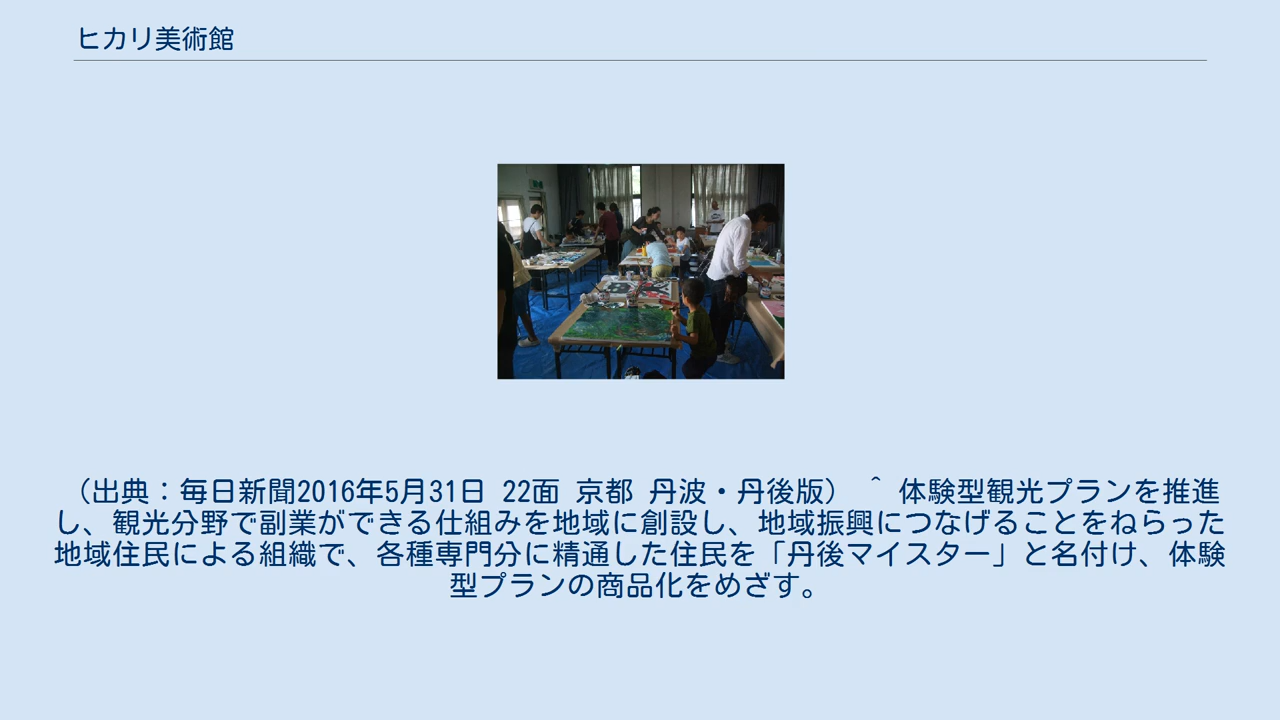 ヒカリ美術館
（出典：毎日新聞2016年5月31日 22面 京都 丹波・丹後版） ^ 体験型観光プランを推進
し、観光分野で副業ができる仕組みを地域に創設し、地域振興につなげることをねらった
地域住民による組織で、各種専門分に精通した住民を「丹後マイスター」と名付け、体験
型プランの商品化をめざす。